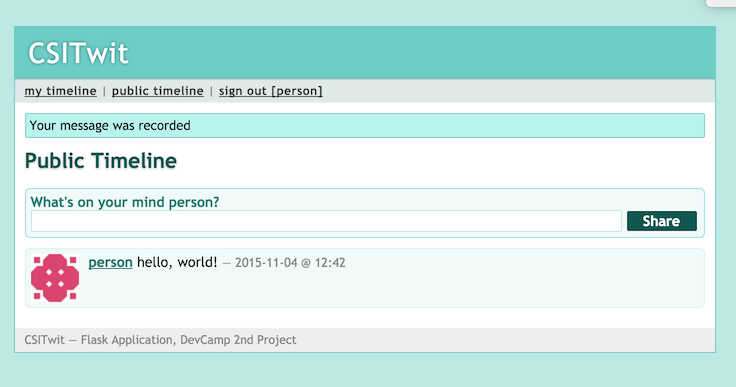 CSITwit
my timeline | public timeline | sign out [person]
Your message was recorded
Public Timeline
What's on your mind person?
Share
person hello, world! — 2015-11-04 @ 12:42
CSITwit — Flask Application, DevCamp 2nd Project